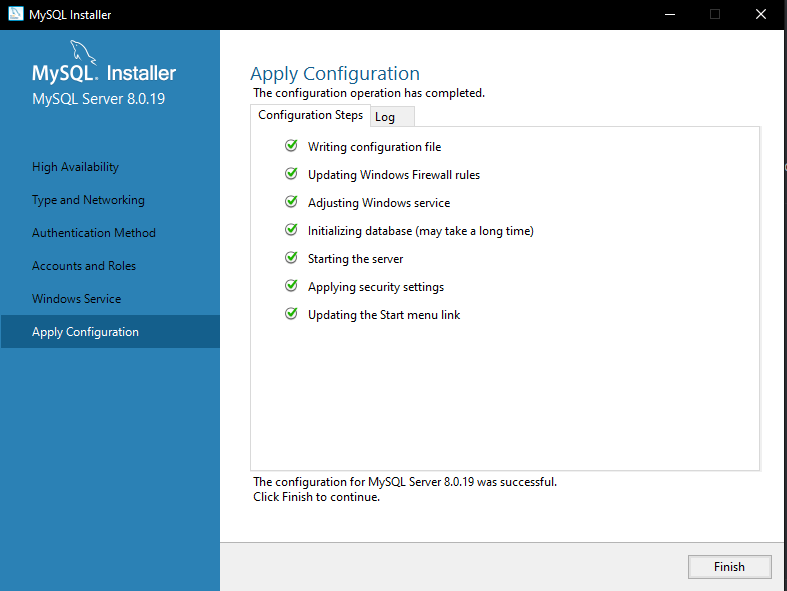 MySQL Installer
MySQL. Installer
MySQL Server 8.0.19
High Availability
Type and Networking
Authentication Method
Accounts and Roles
Windows Service
Apply Configuration
Apply Configuration
The configuration operation has completed.
Configuration Steps
Log
Writing configuration file
Updating Windows Firewall rules
Adjusting Windows service
Initializing database (may take a long time)
Starting the server
Applying security settings
Updating the Start menu link
The configuration for MySQL Server 8.0.19 was successful.
Click Finish to continue.
Finish